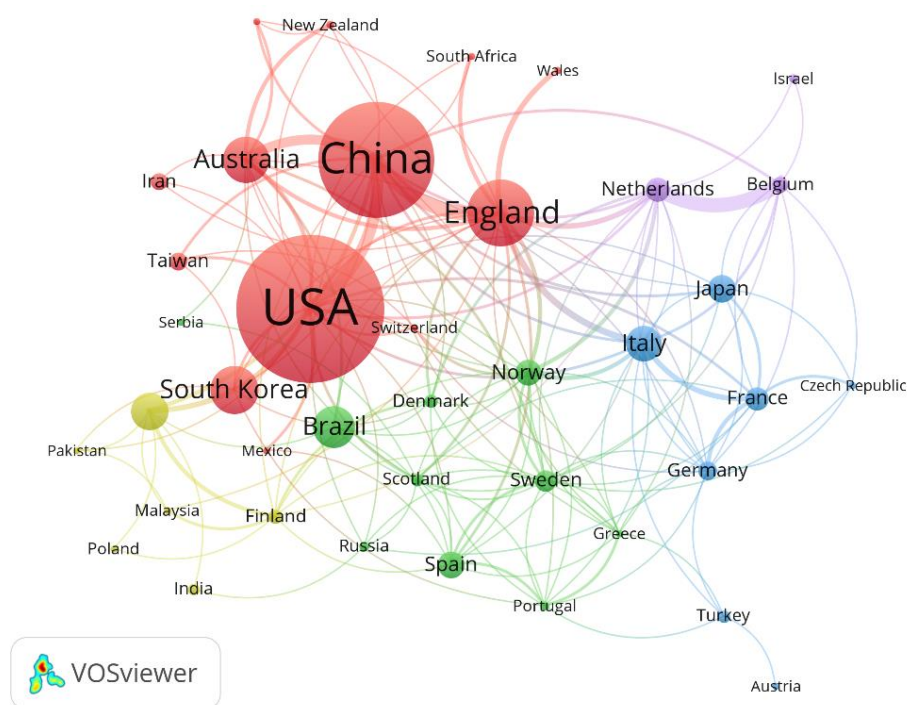 New Zealand
South Africa
Wales
Israel
China
Australia
Iran
Netherlands
Belgium
England
Taiwan
Japan
USA
Serbia
Switzerland
Italy
Norway
Czech Republic
South Korea
France
Denmark
Brazil
Pakistan
Mexico
Scotland
Sweden
Germany
Malaysia
Finland
Greece
Poland
Russia
Spain
India
Portugal
Turkey
VOSviewer
Austria